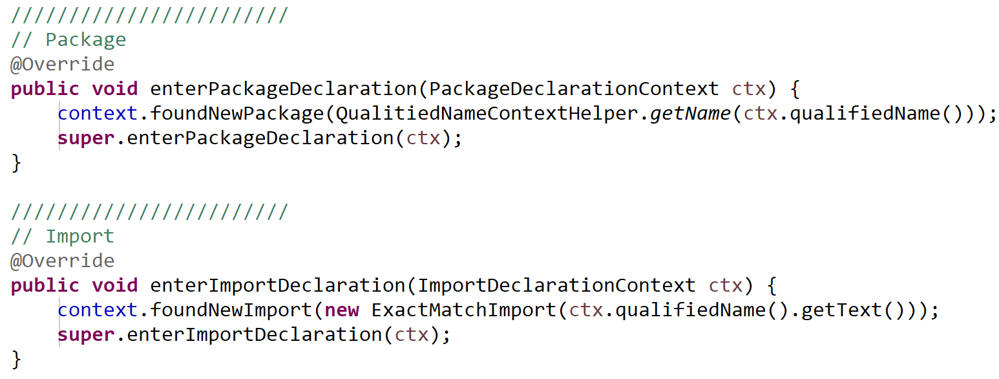 ////////////////////////
// Package
@Override
public void enterPackageDeclaration(PackageDeclarationContext ctx) {
    context.foundNewPackage(QualitiedNameContextHelper.getName(ctx.qualifiedName()));
    super.enterPackageDeclaration(ctx);
}

////////////////////////
// Import
@Override
public void enterImportDeclaration(ImportDeclarationContext ctx) {
    context.foundNewImport(new ExactMatchImport(ctx.qualifiedName().getText()));
    super.enterImportDeclaration(ctx);
}